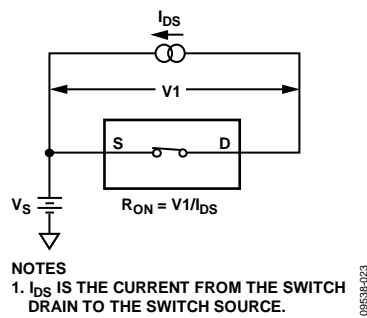 IDS
V1
S D
VS
RON = V1/IDS
NOTES
1. IDS IS THE CURRENT FROM THE SWITCH
DRAIN TO THE SWITCH SOURCE.
09538-023